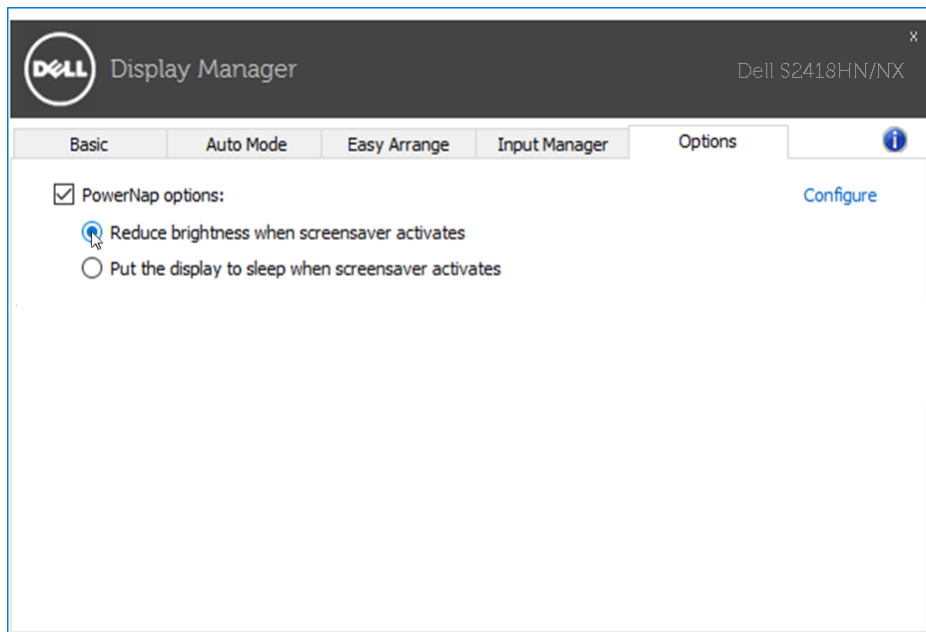 x
DELL Display Manager
Dell S2418HN/NX
Basic Auto Mode Easy Arrange Input Manager Options i
PowerNap options: Configure
Reduce brightness when screensaver activates
Put the display to sleep when screensaver activates